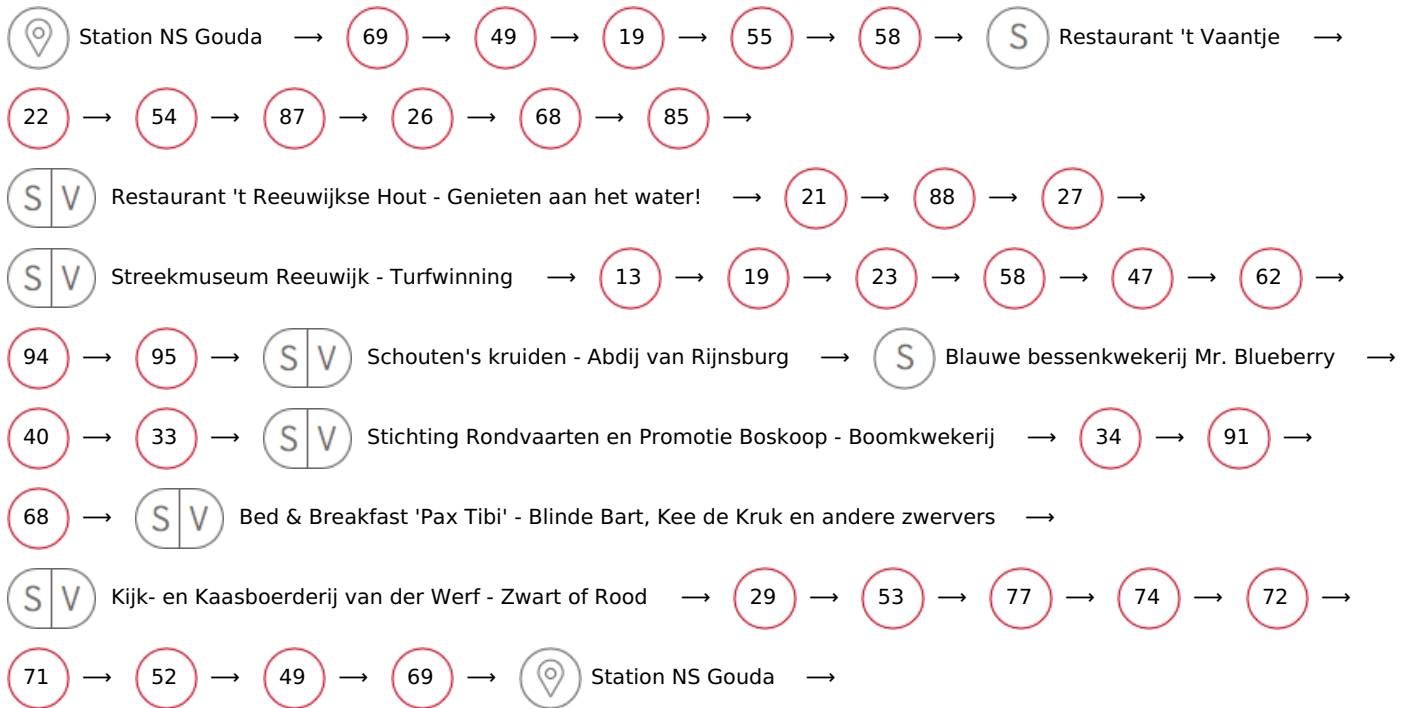 Station NS Gouda → 69 → 49 → 19 → 55 → 58 → S Restaurant 't Vaantje →
22 → 54 → 87 → 26 → 68 → 85 →
S V Restaurant 't Reeuwijkse Hout - Genieten aan het water! → 21 → 88 → 27 →
S V Streekmuseum Reeuwijk - Turfwinning → 13 → 19 → 23 → 58 → 47 → 62 →
94 → 95 → S V Schouten's kruiden - Abdij van Rijnsburg → S Blauwe bessenkwekerij Mr. Blueberry →
40 → 33 → S V Stichting Rondvaarten en Promotie Boskoop - Boomkwekerij → 34 → 91 →
68 → S V Bed & Breakfast 'Pax Tibi' - Blinde Bart, Kee de Kruk en andere zwervers →
S V Kijk- en Kaasboerderij van der Werf - Zwart of Rood → 29 → 53 → 77 → 74 → 72 →
71 → 52 → 49 → 69 → Station NS Gouda →